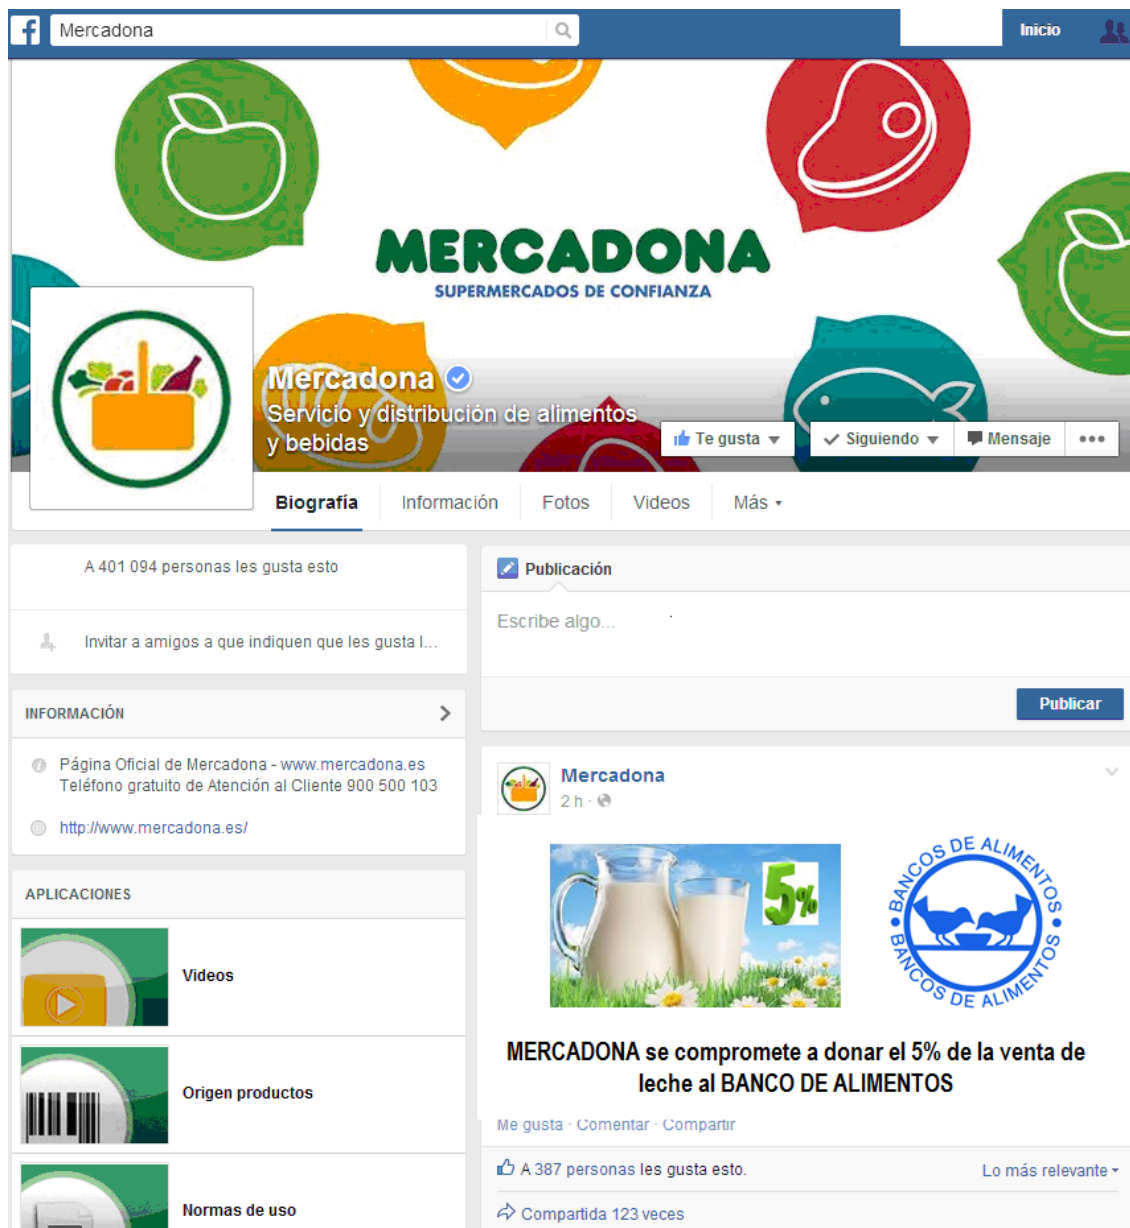 Mercadona
Inicio
MERCADONA
SUPERMERCADOS DE CONFIANZA
Mercadona
Servicio y distribución de alimentos
y bebidas
Te gusta
Siguiendo
Mensaje
Biografía
Información
Fotos
Videos
Más
A 401 094 personas les gusta esto
Invitar a amigos a que indiquen que les gusta l...
INFORMACIÓN
Página Oficial de Mercadona - www.mercadona.es
Teléfono gratuito de Atención al Cliente 900 500 103
http://www.mercadona.es/
APLICACIONES
Videos
Origen productos
Normas de uso
Publicación
Escribe algo...
Publicar
Mercadona
2 h ·
5%
BANCOS DE ALIMENTOS
BANCOS DE ALIMENTOS
MERCADONA se compromete a donar el 5% de la venta de
leche al BANCO DE ALIMENTOS
Me gusta · Comentar · Compartir
A 387 personas les gusta esto.
Lo más relevante
Compartida 123 veces